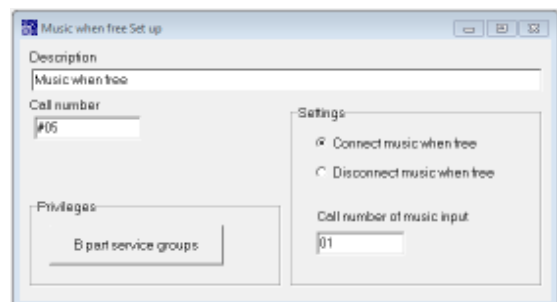 Music when free Set up
Description
Music when free
Call number
#05
Settings
Connect music when free
Disconnect music when free
Privileges
B part service groups
Call number of music input
01